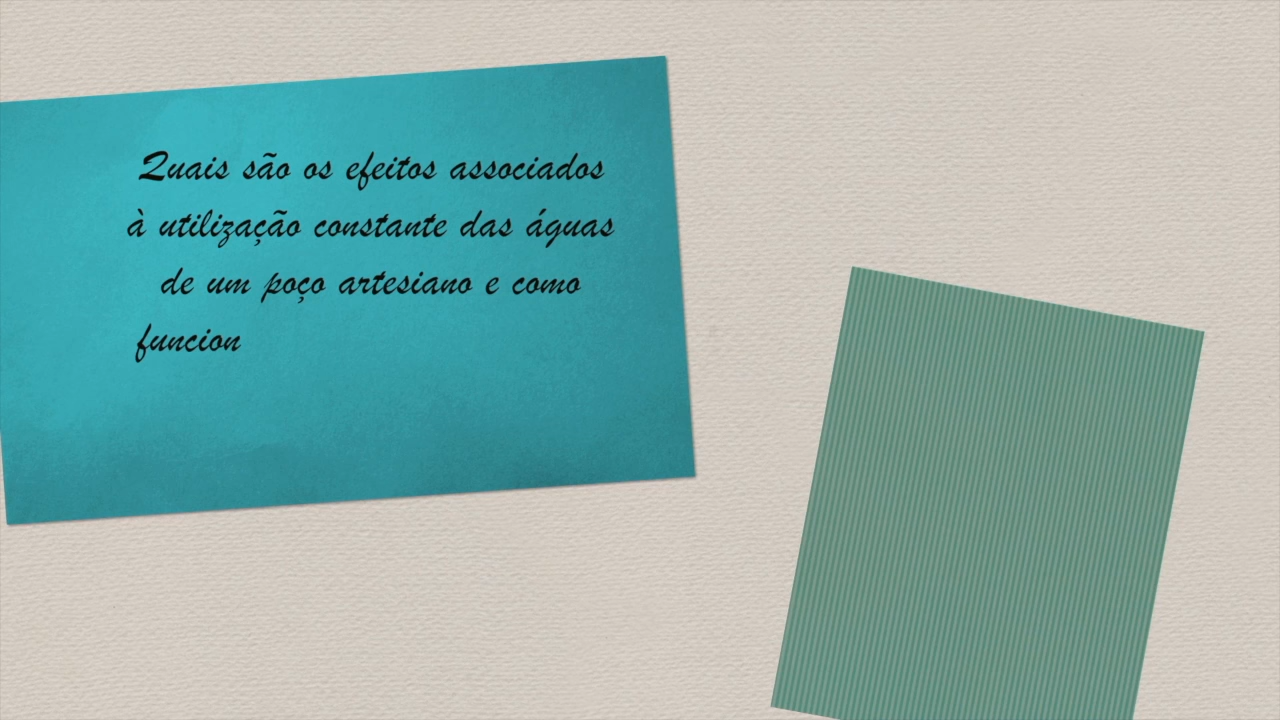 Quais são os efeitos associados
à utilização constante das águas
de um poço artesiano e como
funcion